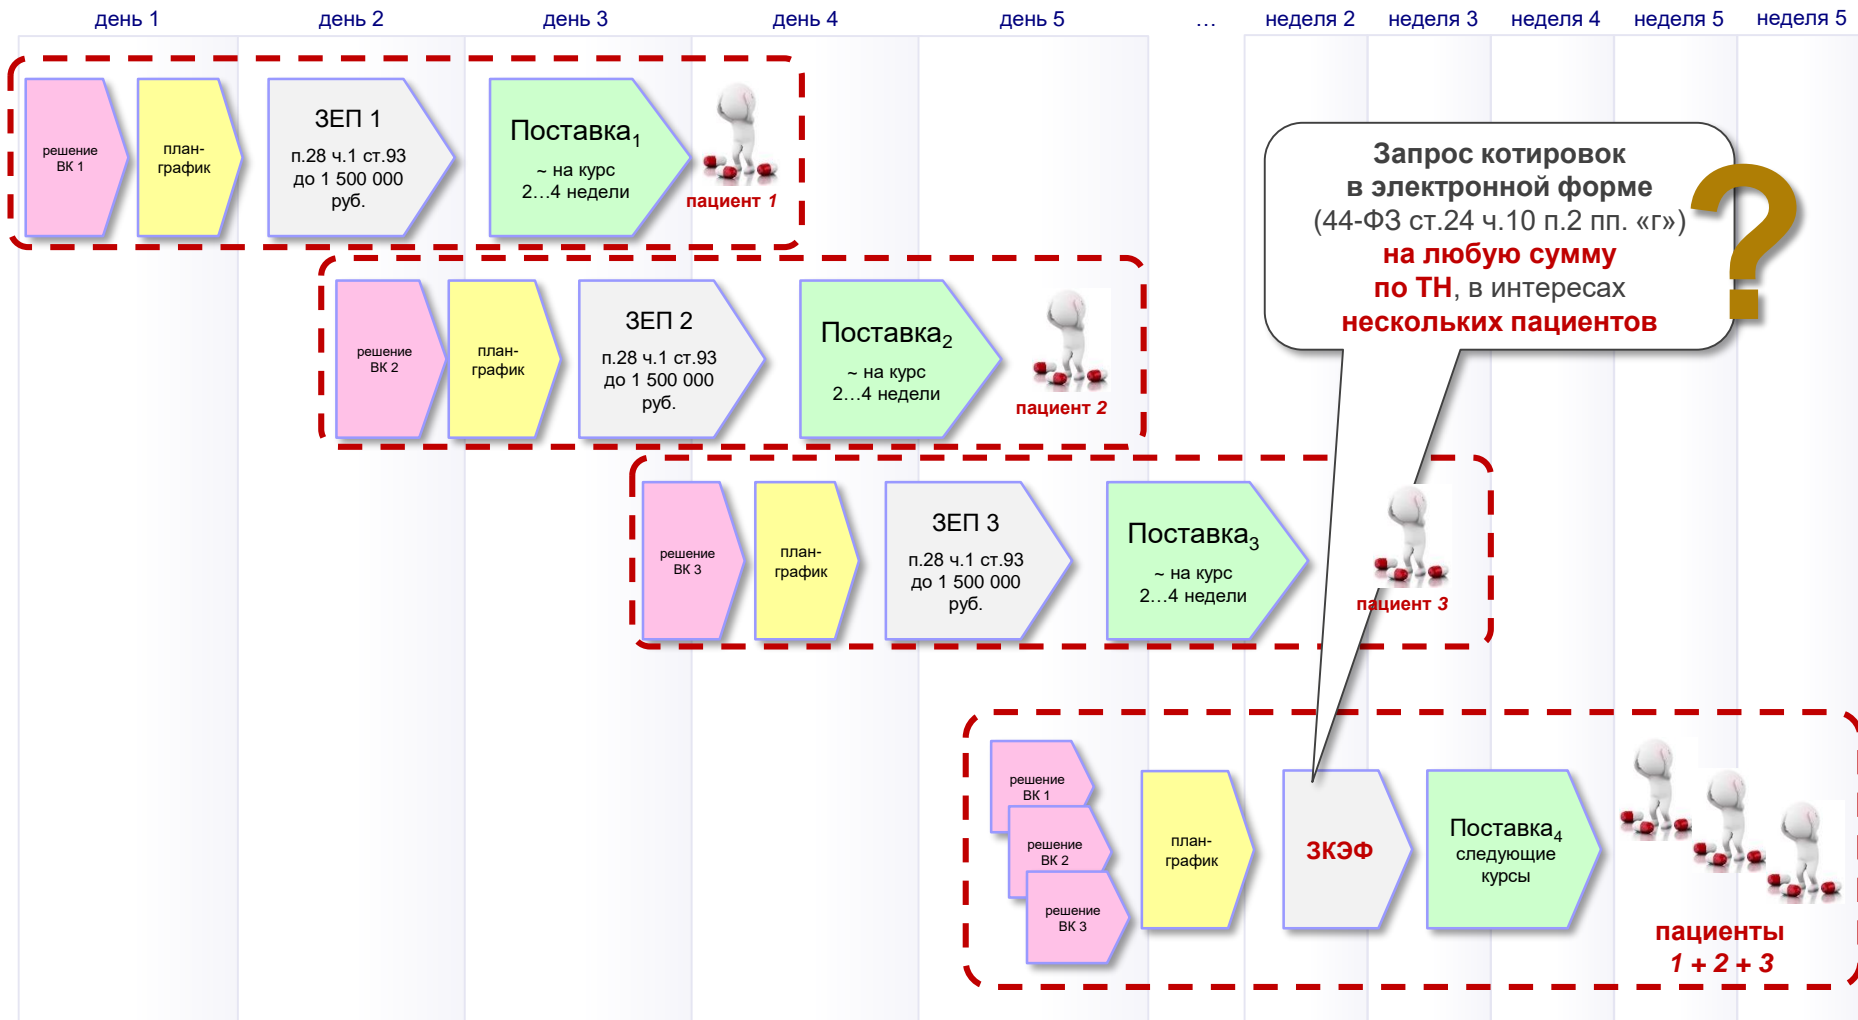 день 1
день 2
день 3
день 4
день 5
…
неделя 2
неделя 3
неделя 4
неделя 5
неделя 5
решение
ВК 1
план-
график
ЗЕП 1
п.28 ч.1 ст.93
до 1 500 000
руб.
Поставка1
~ на курс
2…4 недели
пациент 1
Запрос котировок
в электронной форме
(44-ФЗ ст.24 ч.10 п.2 пп. «г»)
на любую сумму
по ТН, в интересах
нескольких пациентов
?
решение
ВК 2
план-
график
ЗЕП 2
п.28 ч.1 ст.93
до 1 500 000
руб.
Поставка2
~ на курс
2…4 недели
пациент 2
решение
ВК 3
план-
график
ЗЕП 3
п.28 ч.1 ст.93
до 1 500 000
руб.
Поставка3
~ на курс
2…4 недели
пациент 3
решение
ВК 1
решение
ВК 2
решение
ВК 3
план-
график
ЗКЭФ
Поставка4
следующие
курсы
пациенты
1 + 2 + 3